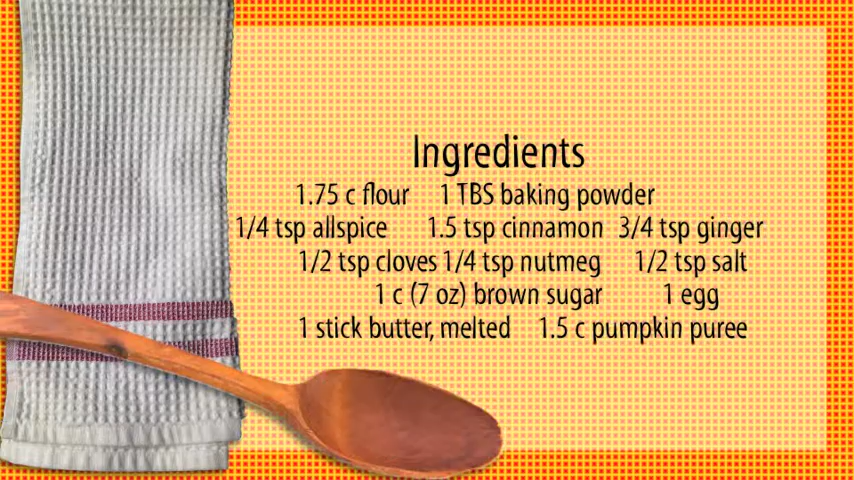 Ingredients
1.75 c flour 1 TBS baking powder
1/4 tsp allspice 1.5 tsp cinnamon 3/4 tsp ginger
1/2 tsp cloves 1/4 tsp nutmeg 1/2 tsp salt
1 c (7 oz) brown sugar 1 egg
1 stick butter, melted 1.5 c pumpkin puree